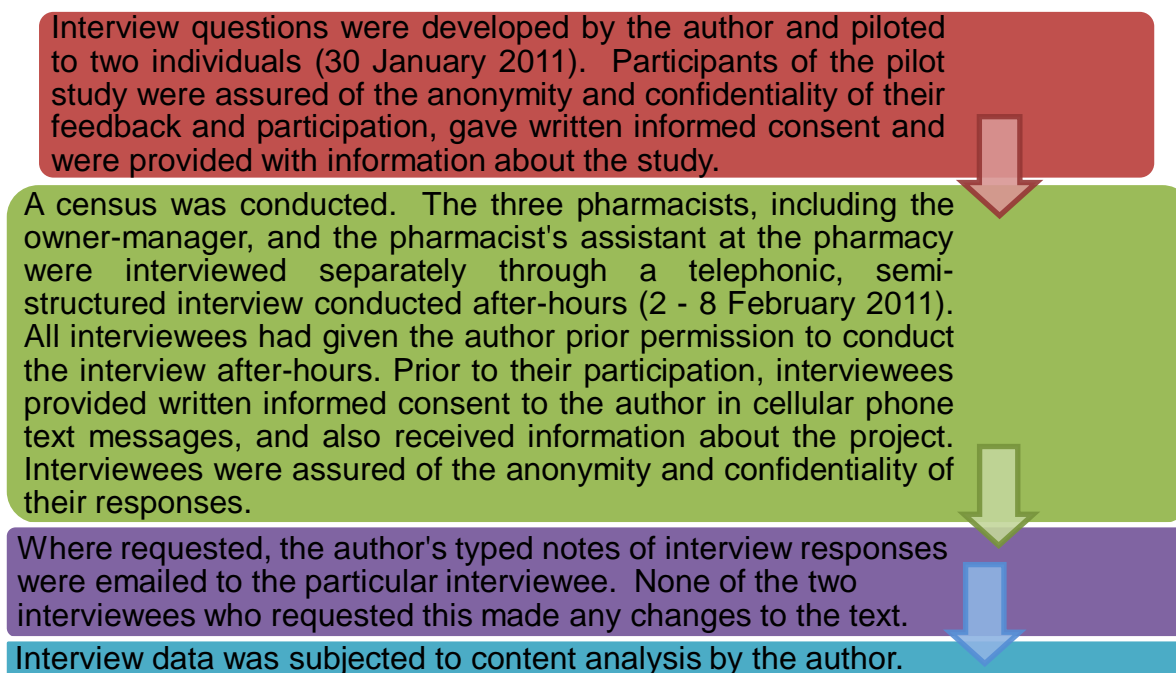 Interview questions were developed by the author and piloted
to two individuals (30 January 2011). Participants of the pilot
study were assured of the anonymity and confidentiality of their
feedback and participation, gave written informed consent and
were provided with information about the study.
A census was conducted. The three pharmacists, including the
owner-manager, and the pharmacist's assistant at the pharmacy
were interviewed separately through a telephonic, semi-
structured interview conducted after-hours (2 - 8 February 2011).
All interviewees had given the author prior permission to conduct
the interview after-hours. Prior to their participation, interviewees
provided written informed consent to the author in cellular phone
text messages, and also received information about the project.
Interviewees were assured of the anonymity and confidentiality of
their responses.
Where requested, the author's typed notes of interview responses
were emailed to the particular interviewee. None of the two
interviewees who requested this made any changes to the text.
Interview data was subjected to content analysis by the author.